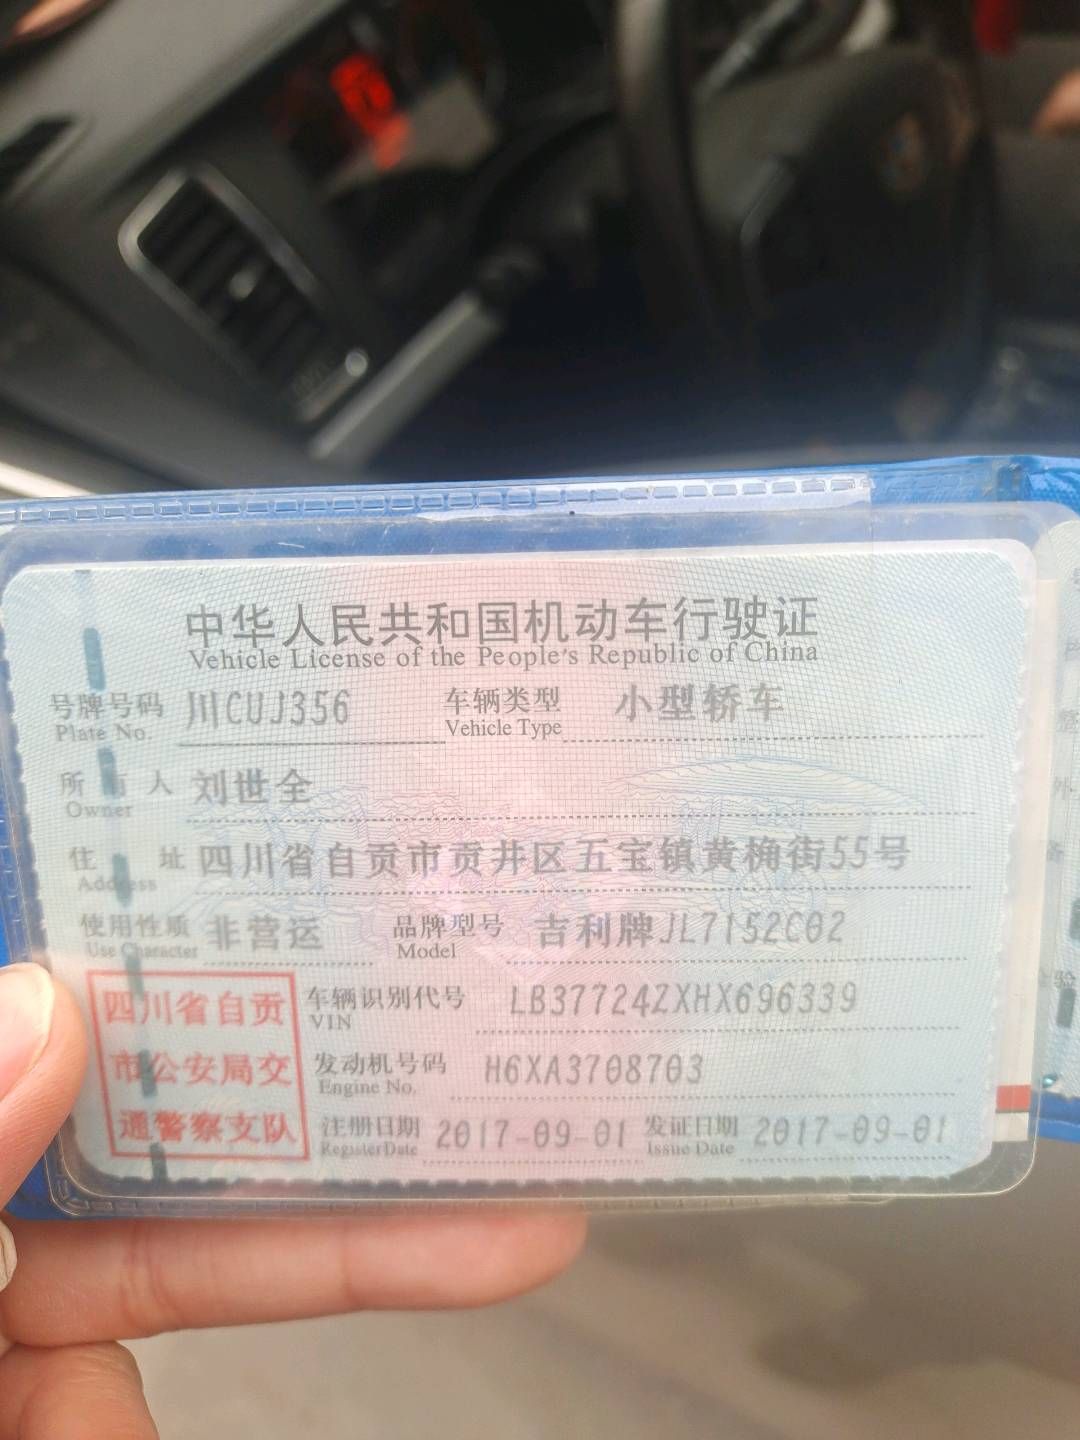 中华人民共和国机动车行驶证
Vehicle License of the People's Republic of China
号牌号码 川CUJ356 车辆类型 小型轿车
Plate No. Vehicle Type
所有人 刘世全
Owner
住址 四川省自贡市贡井区五宝镇黄桷街55号
Address
使用性质 非营运 品牌型号 吉利牌JL7152C02
Use Character Model
四川省自贡 车辆识别代号 LB37724ZXHX696339
VIN
市公安局交 发动机号码 H6XA3708703
Engine No.
通警察支队 注册日期 2017-09-01 发证日期 2017-09-01
Register Date Issue Date